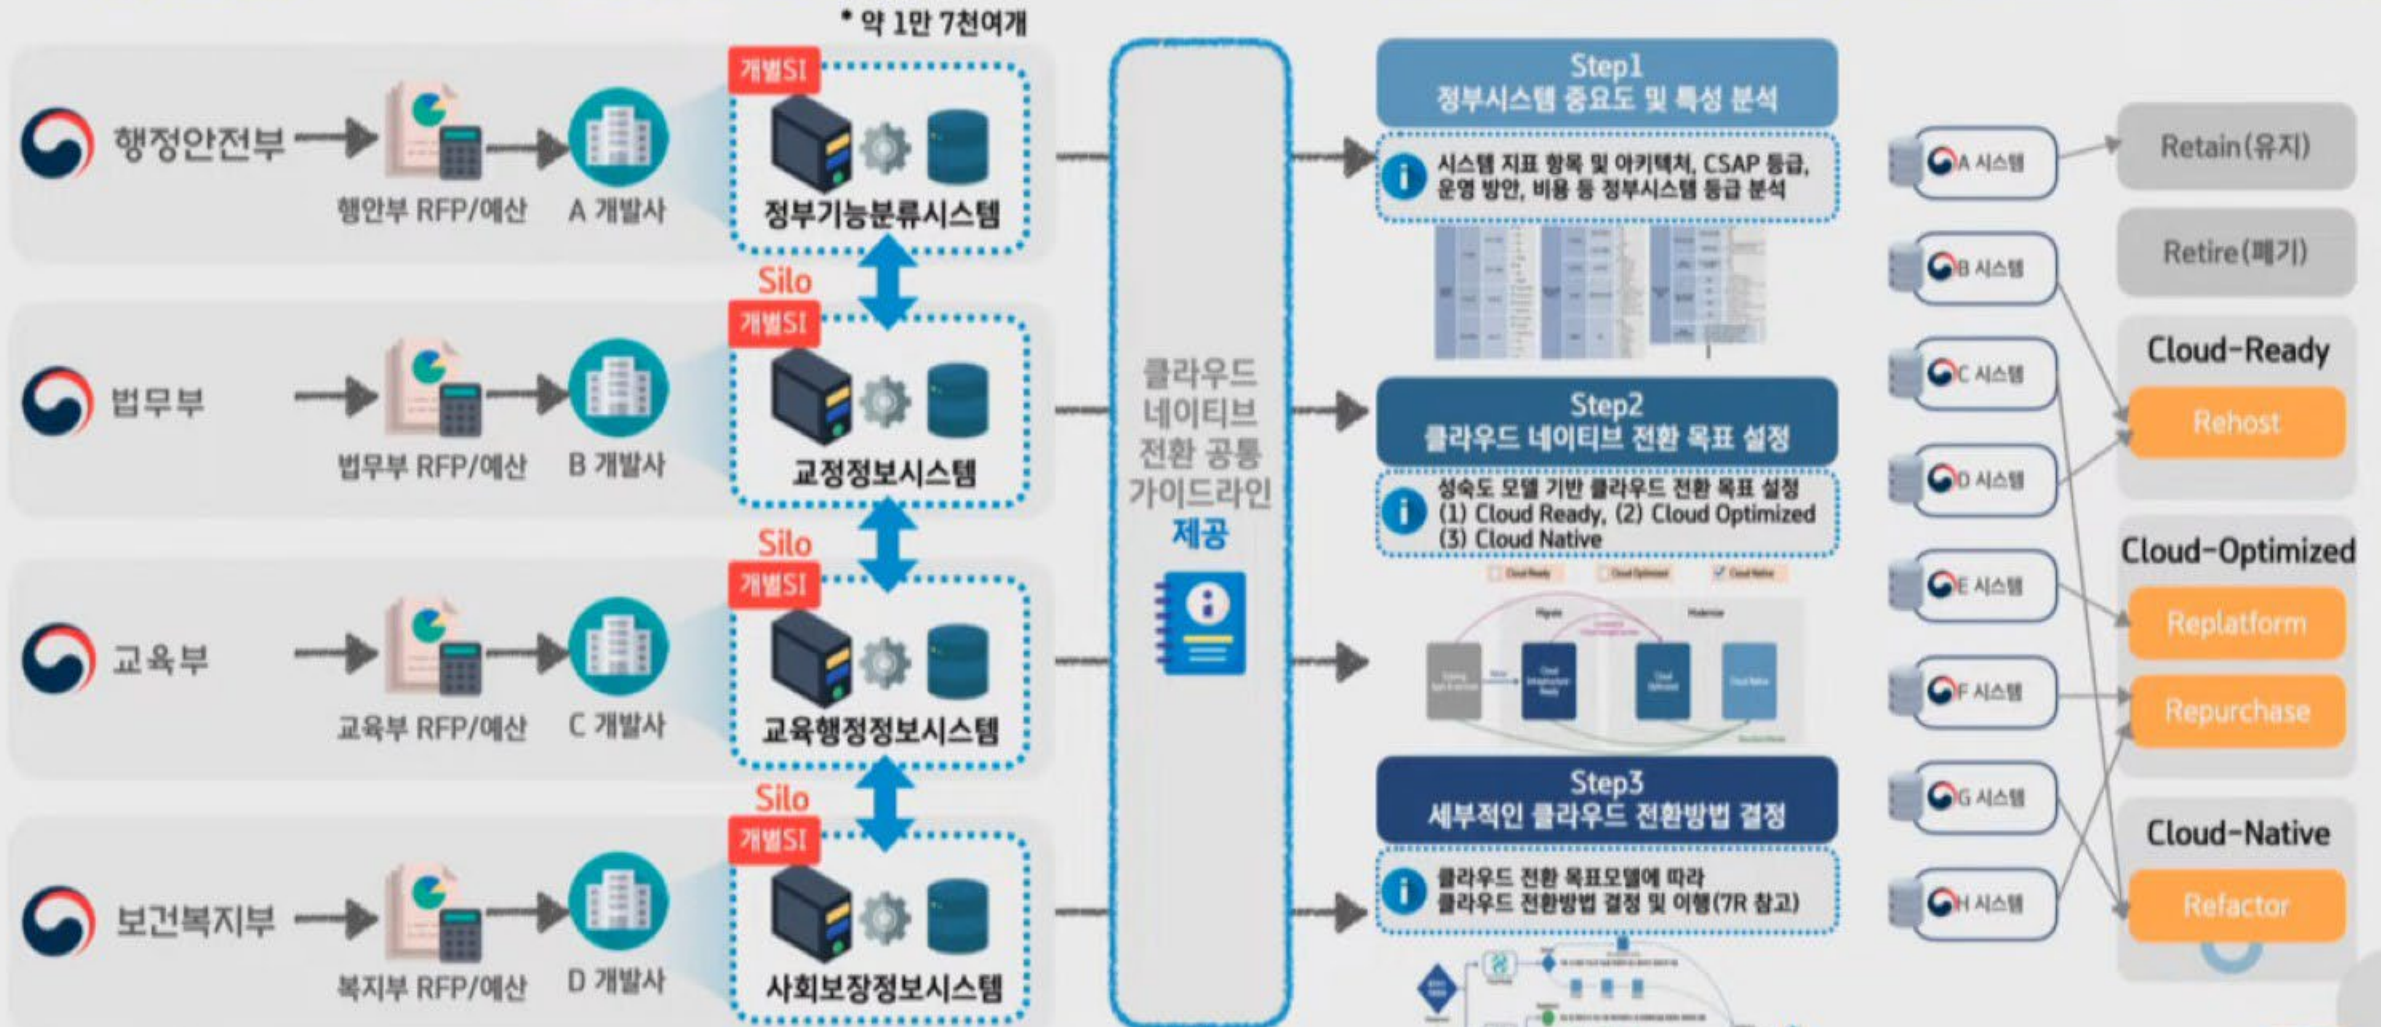 * 약 1만 7천여개
행정안전부
행안부 RFP/예산
A 개발사
개별SI
정부기능분류시스템
Silo
법무부
법무부 RFP/예산
B 개발사
개별SI
교정정보시스템
Silo
교육부
교육부 RFP/예산
C 개발사
개별SI
교육행정정보시스템
Silo
보건복지부
복지부 RFP/예산
D 개발사
개별SI
사회보장정보시스템
클라우드
네이티브
전환 공통
가이드라인
제공
Step1
정부시스템 중요도 및 특성 분석
시스템 지표 항목 및 아키텍처, CSAP 등급,
운영 방안, 비용 등 정부시스템 등급 분석
Step2
클라우드 네이티브 전환 목표 설정
성숙도 모델 기반 클라우드 전환 목표 설정
(1) Cloud Ready, (2) Cloud Optimized
(3) Cloud Native
Cloud Ready
Cloud Optimized
Cloud Native
Migrate
Modernize
Cloud Native
Step3
세부적인 클라우드 전환방법 결정
클라우드 전환 목표모델에 따라
클라우드 전환방법 결정 및 이행(7R 참고)
A 시스템
B 시스템
C 시스템
D 시스템
E 시스템
F 시스템
G 시스템
H 시스템
Retain(유지)
Retire(폐기)
Cloud-Ready
Rehost
Cloud-Optimized
Replatform
Repurchase
Cloud-Native
Refactor